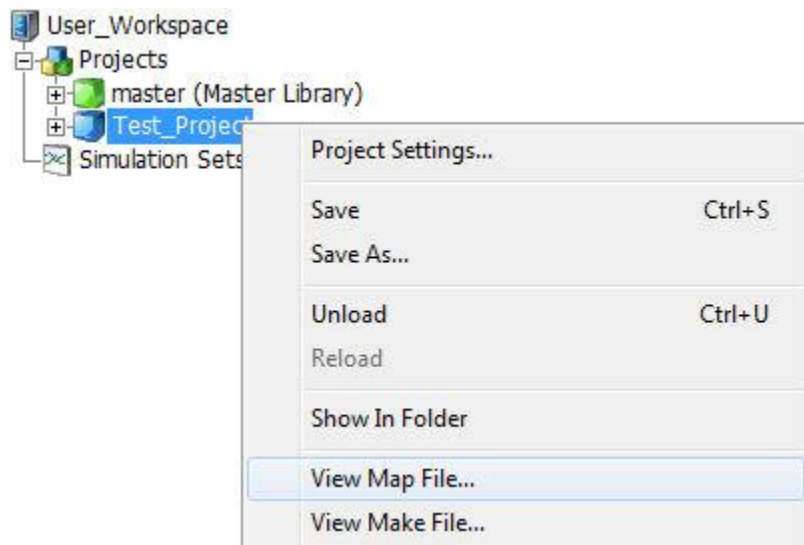 User_Workspace
Projects
master (Master Library)
Test_Project
Simulation Sets
Project Settings...
Save Ctrl+S
Save As...
Unload Ctrl+U
Reload
Show In Folder
View Map File...
View Make File...